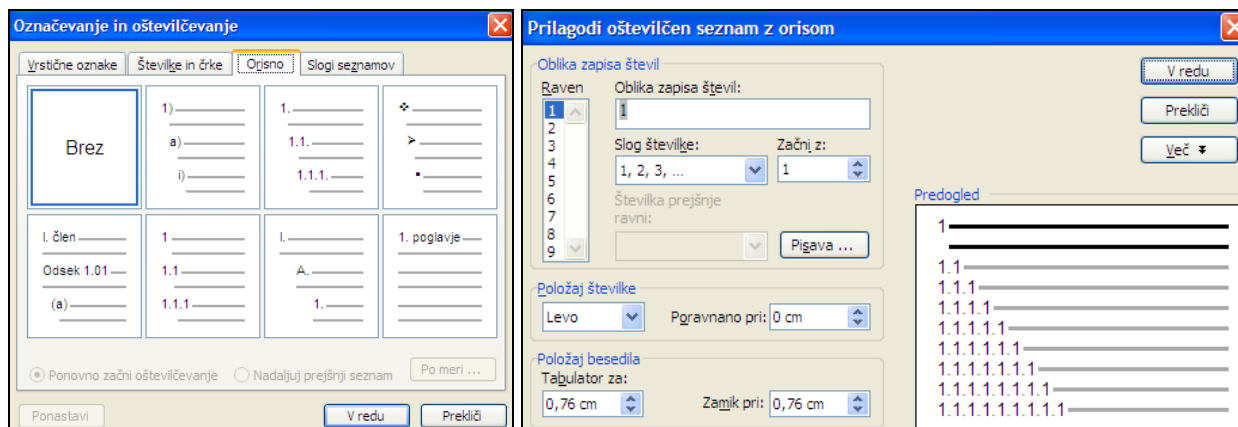 Označevanje in oštevilčevanje
Vrstične oznake Številke in črke Orisno Slogi seznamov
Brez
1)
a)
i)
1.
1.1.
1.1.1.
I. člen
Odsek 1.01
(a)
1
1.1
1.1.1
I.
A.
1.
1. poglavje
Ponovno začni oštevilčevanje Nadaljuj prejšnji seznam Po meri ...
Ponastavi V redu Prekliči
Prilagodi oštevilčen seznam z orisom
Oblika zapisa števil
Raven Oblika zapisa števil:
1
2
3
4
5
6
7
8
9
1
Slog številke: Začni z:
1, 2, 3, ... 1
Številka prejšnje
ravni:
Pisava ...
Položaj številke
Levo Poravnano pri: 0 cm
Položaj besedila
Tabulator za:
0,76 cm Zamik pri: 0,76 cm
V redu
Prekliči
Več
Predogled
1
1.1
1.1.1
1.1.1.1
1.1.1.1.1
1.1.1.1.1.1
1.1.1.1.1.1.1
1.1.1.1.1.1.1.1
1.1.1.1.1.1.1.1.1